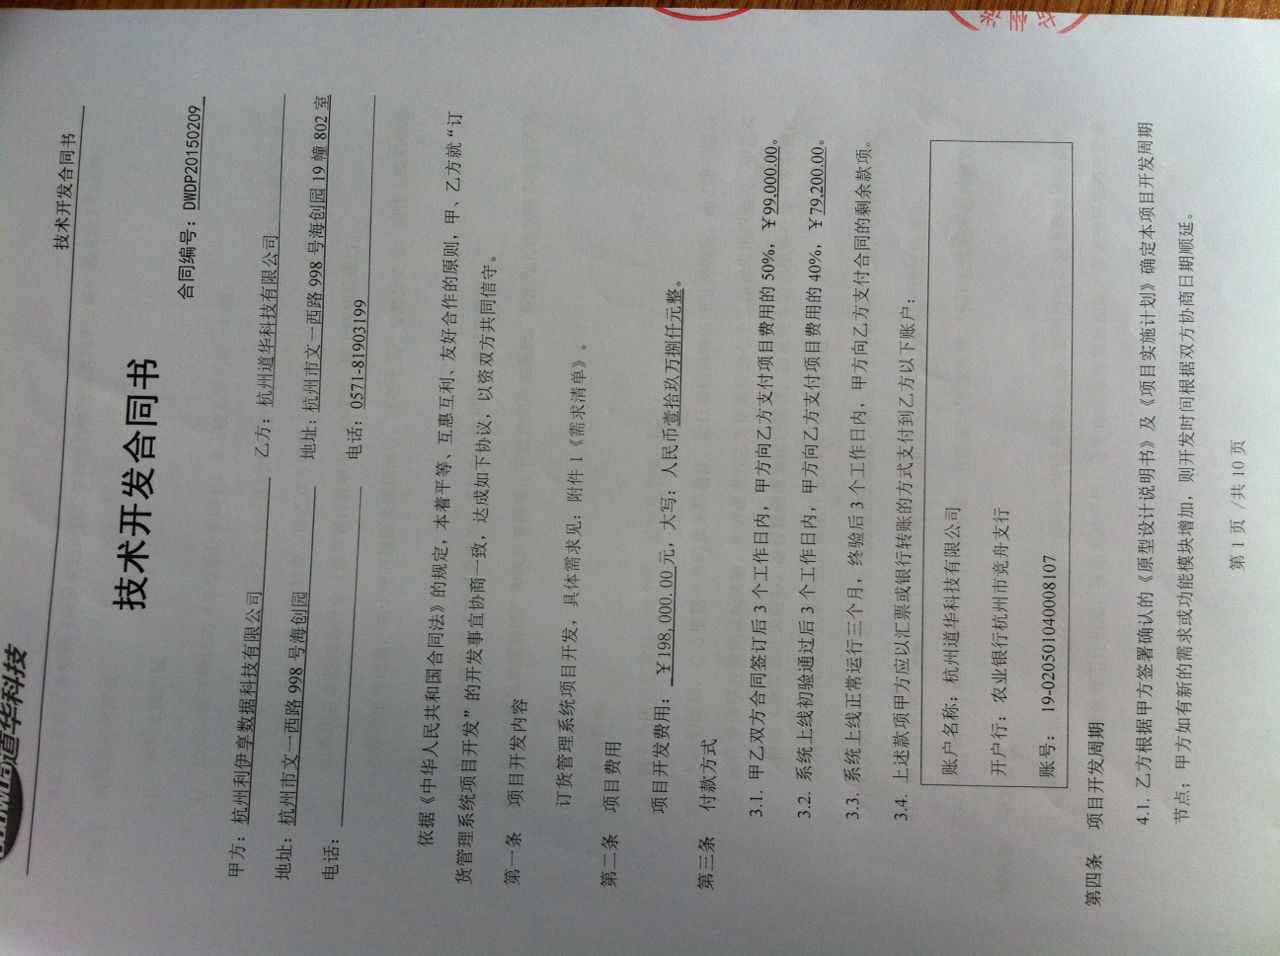 道华科技
技术开发合同书
技术开发合同书
合同编号：DWDP20150209
甲方：杭州利伊享数据科技有限公司
乙方：杭州道华科技有限公司
地址：杭州市文一西路 998 号海创园
地址：杭州市文一西路 998 号海创园 19 幢 802 室
电话：
电话：0571-81903199
依据《中华人民共和国合同法》的规定，本着平等、互惠互利、友好合作的原则，甲、乙方就“订
货管理系统项目开发”的开发事宜协商一致，达成如下协议，以资双方共同信守。
第一条 项目开发内容
订货管理系统项目开发，具体需求见：附件 1《需求清单》。
第二条 项目费用
项目开发费用： ￥198,000.00 元，大写：人民币壹拾玖万捌仟元整。
第三条 付款方式
3.1. 甲乙双方合同签订后 3 个工作日内，甲方向乙方支付项目费用的 50%，￥99,000.00。
3.2. 系统上线初验通过后 3 个工作日内，甲方向乙方支付项目费用的 40%，￥79,200.00。
3.3. 系统上线正常运行三个月，终验后 3 个工作日内，甲方向乙方支付合同的剩余款项。
3.4. 上述款项甲方应以汇票或银行转账的方式支付到乙方以下账户：
账户名称：杭州道华科技有限公司
开户行：农业银行杭州市竞舟支行
账号： 19-020501040008107
第四条 项目开发周期
4.1. 乙方根据甲方签署确认的《原型设计说明书》及《项目实施计划》确定本项目开发周期
节点；甲方如有新的需求或功能模块增加，则开发时间根据双方协商日期顺延。
第 1 页 /共 10 页